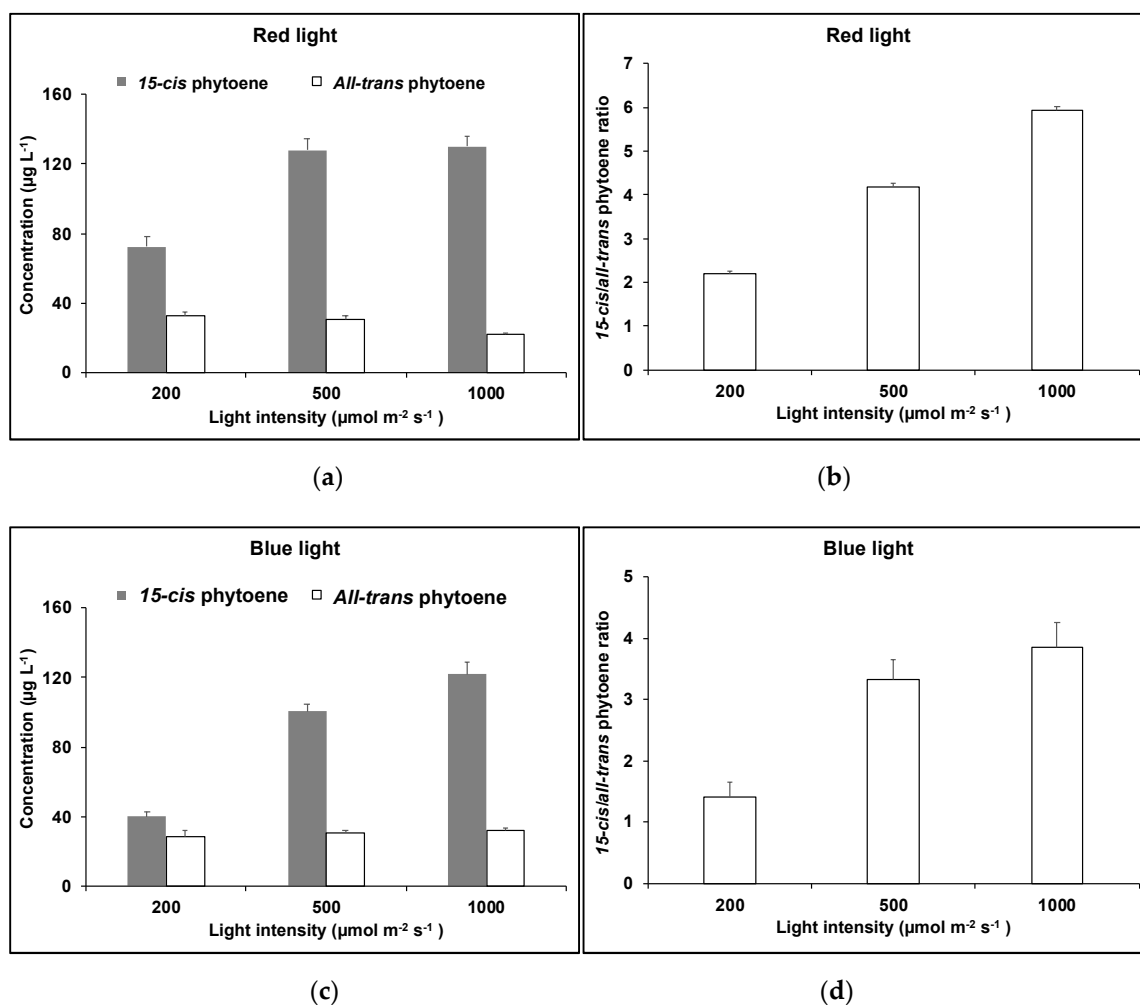 Red light
15-cis phytoene All-trans phytoene
Concentration (µg L-1)
160
120
80
40
0
200 500 1000
Light intensity (µmol m-2 s-1 )
(a)
Red light
15-cis/all-trans phytoene ratio
7
6
5
4
3
2
1
0
200 500 1000
Light intensity (µmol m-2 s-1 )
(b)
Blue light
15-cis phytoene All-trans phytoene
Concentration (µg L-1)
160
120
80
40
0
200 500 1000
Light intensity (µmol m-2 s-1 )
(c)
Blue light
15-cis/all-trans phytoene ratio
5
4
3
2
1
0
200 500 1000
Light intensity (µmol m-2 s-1 )
(d)